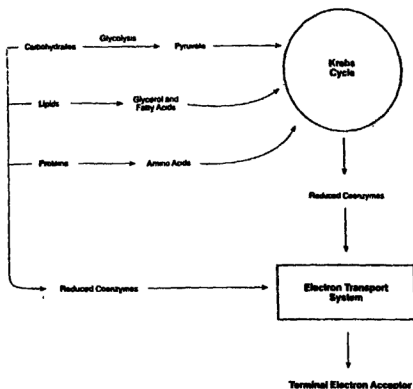 Glycolysis
Carbohydrates
Pyruvate
Krebs
Cycle
Lipids
Glycerol and
Fatty Acids
Proteins
Amino Acids
Reduced Coenzymes
Reduced Coenzymes
Electron Transport
System
Terminal Electron Acceptor